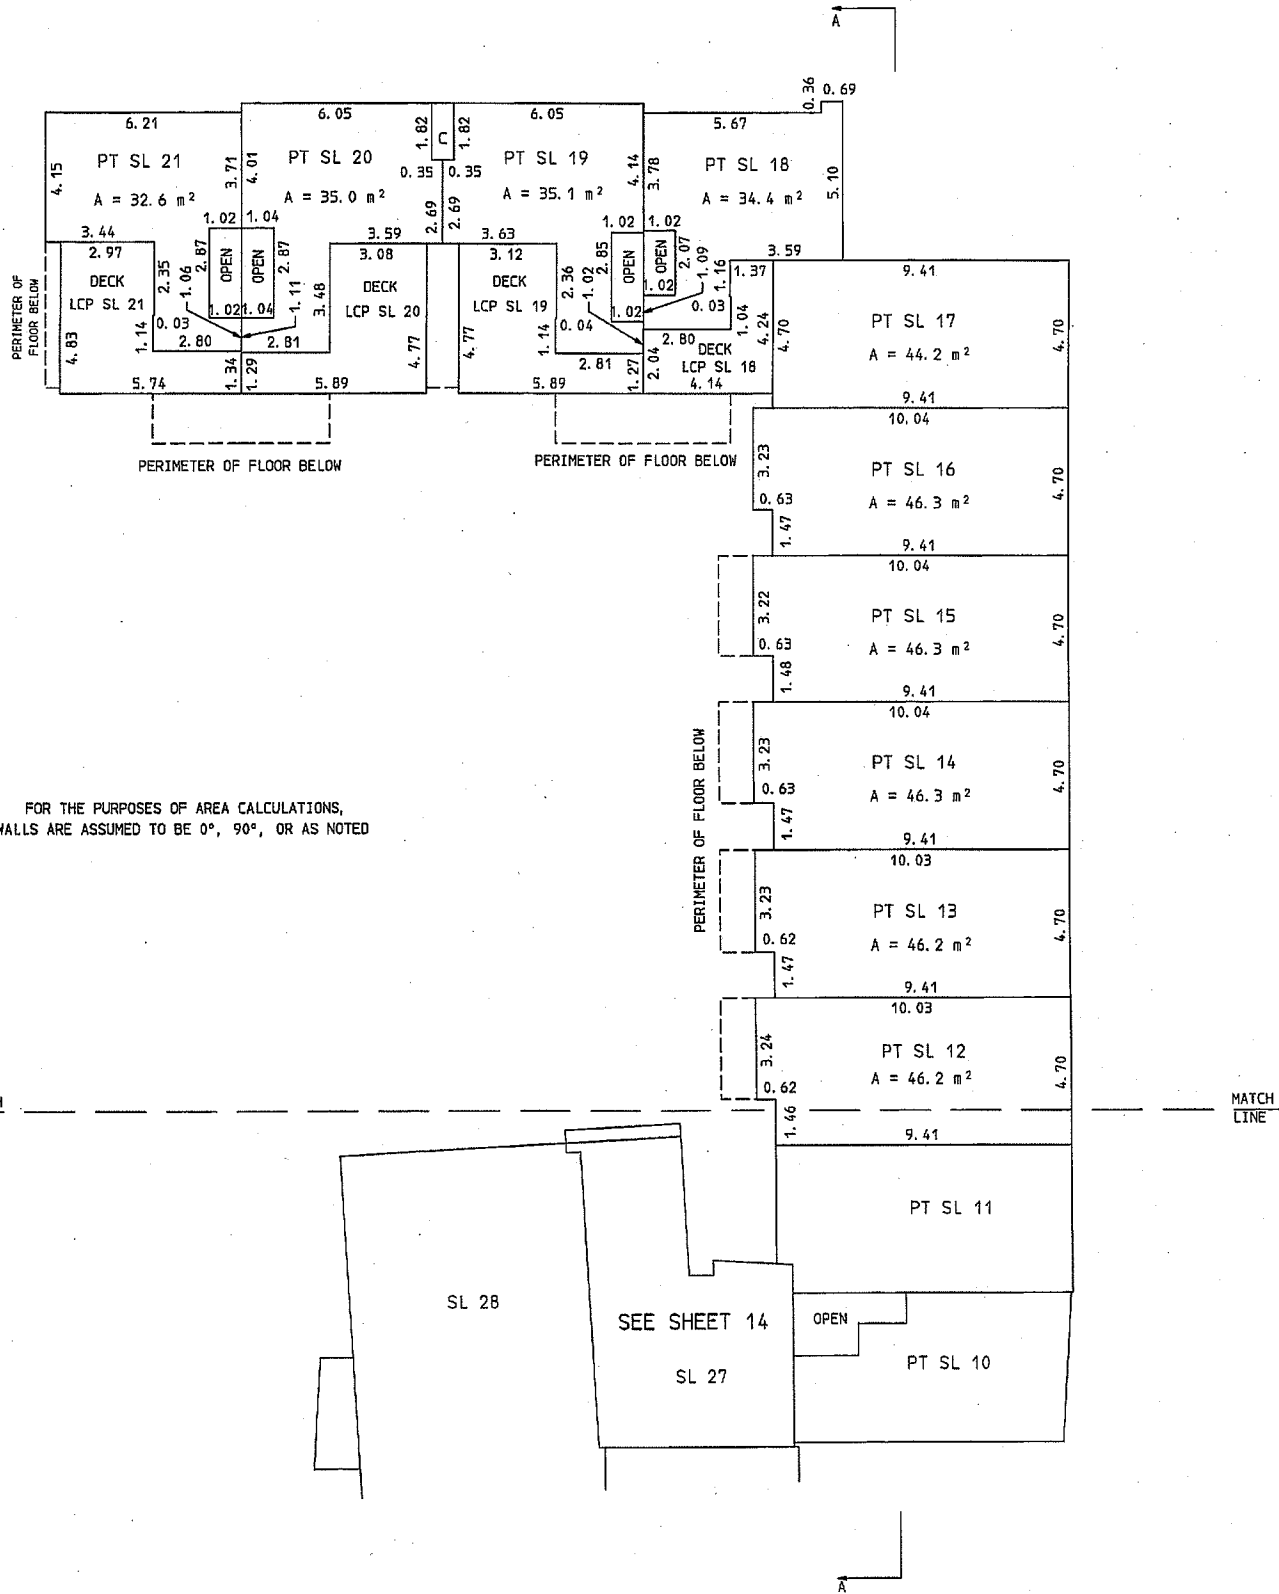 A
0.36 0.69
6.21
6.05
1.82
C
1.82
6.05
5.67
PT SL 21
A = 32.6 m²
4.15
3.71
PT SL 20
A = 35.0 m²
4.01
0.35
0.35
2.69
2.69
PT SL 19
A = 35.1 m²
4.14
PT SL 18
A = 34.4 m²
3.78
5.10
3.44
1.02
1.04
3.59
3.63
1.02
1.02
3.59
2.97
DECK
LCP SL 21
4.83
2.35
1.14
0.03
2.80
5.74
1.34
1.06
2.87
OPEN
1.02
OPEN
1.04
2.87
1.11
3.48
2.81
1.29
5.89
3.08
DECK
LCP SL 20
4.77
3.12
DECK
LCP SL 19
4.77
2.36
1.14
0.04
2.81
5.89
1.27
1.02
2.85
OPEN
1.02
OPEN
1.02
2.07
1.09
0.03
1.16
1.37
1.04
4.24
2.80
2.04
DECK
LCP SL 18
4.14
PERIMETER OF
FLOOR BELOW
PERIMETER OF FLOOR BELOW
PERIMETER OF FLOOR BELOW
9.41
4.70
PT SL 17
A = 44.2 m²
4.70
9.41
10.04
3.23
PT SL 16
A = 46.3 m²
4.70
0.63
1.47
9.41
10.04
3.22
PT SL 15
A = 46.3 m²
4.70
0.63
1.48
9.41
10.04
3.23
PT SL 14
A = 46.3 m²
4.70
0.63
1.47
9.41
PERIMETER OF FLOOR BELOW
FOR THE PURPOSES OF AREA CALCULATIONS,
WALLS ARE ASSUMED TO BE 0°, 90°, OR AS NOTED
10.03
3.23
PT SL 13
A = 46.2 m²
4.70
0.62
1.47
9.41
10.03
3.24
PT SL 12
A = 46.2 m²
4.70
0.62
1.46
9.41
MATCH
LINE
PT SL 11
SL 28
SEE SHEET 14
SL 27
OPEN
PT SL 10
A